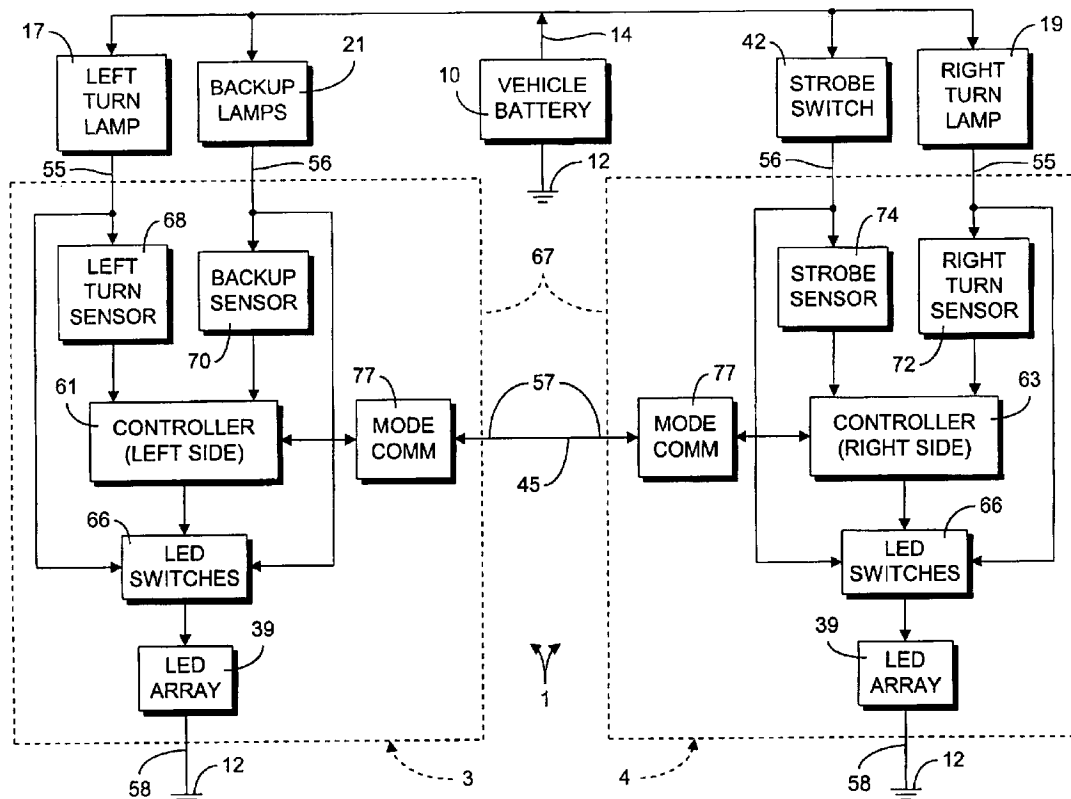 17
LEFT
TURN
LAMP
21
BACKUP
LAMPS
14
10
VEHICLE
BATTERY
12
42
STROBE
SWITCH
19
RIGHT
TURN
LAMP
55
56
56
55
68
LEFT
TURN
SENSOR
BACKUP
SENSOR
70
67
74
STROBE
SENSOR
RIGHT
TURN
SENSOR
72
61
CONTROLLER
(LEFT SIDE)
77
MODE
COMM
57
45
77
MODE
COMM
63
CONTROLLER
(RIGHT SIDE)
66
LED
SWITCHES
66
LED
SWITCHES
39
LED
ARRAY
1
39
LED
ARRAY
58
12
3
4
58
12